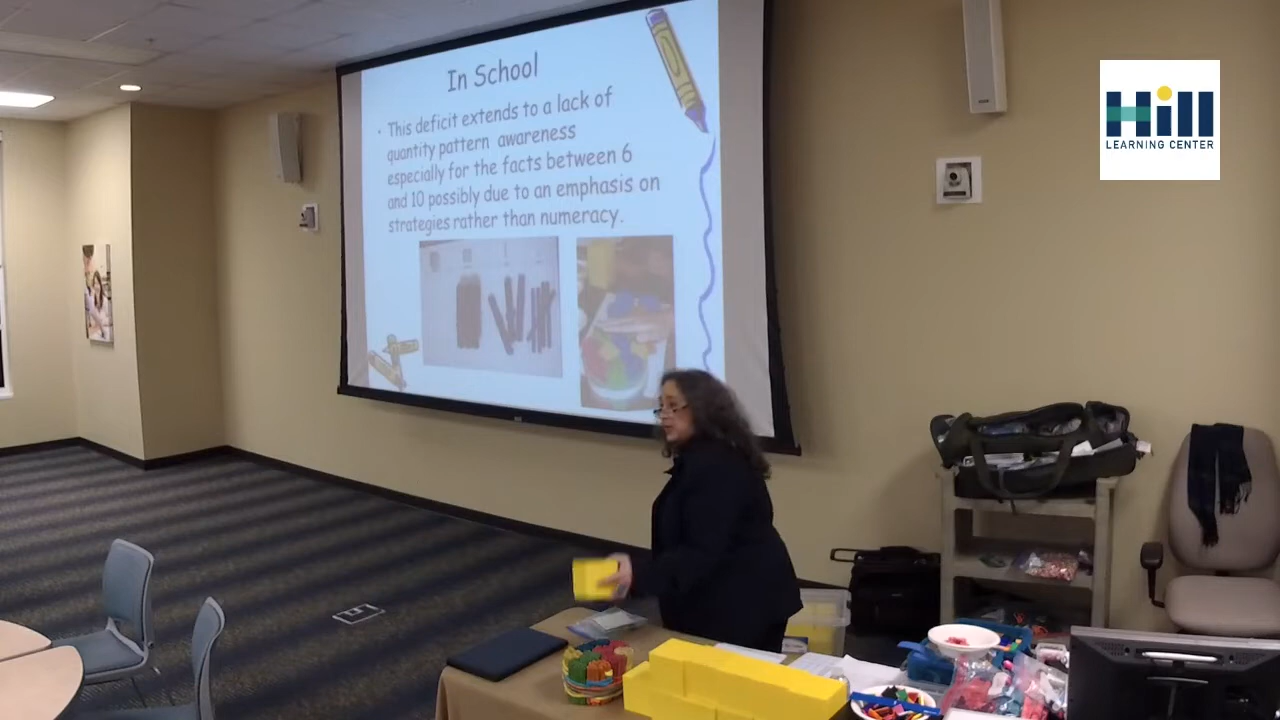 In School
• This deficit extends to a lack of
quantity pattern awareness
especially for the facts between 6
and 10 possibly due to an emphasis on
strategies rather than numeracy.
Hill
LEARNING CENTER